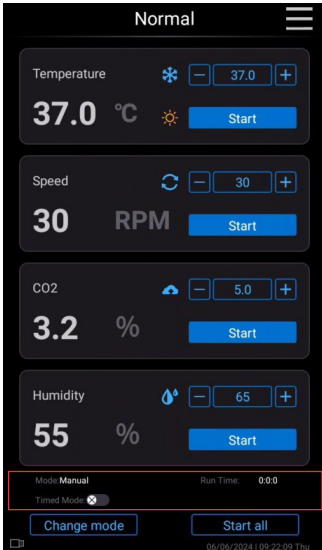 Normal
Temperature
37.0
37.0 °C
Start
Speed
30
30 RPM
Start
CO2
5.0
3.2 %
Start
Humidity
65
55 %
Start
Mode:Manual Run Time: 0:0:0
Timed Mode:
Change mode Start all
06/06/2024 | 09:22:09 Thu